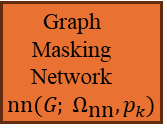 Graph
Masking
Network
nn(G; Ωnn, pₖ)